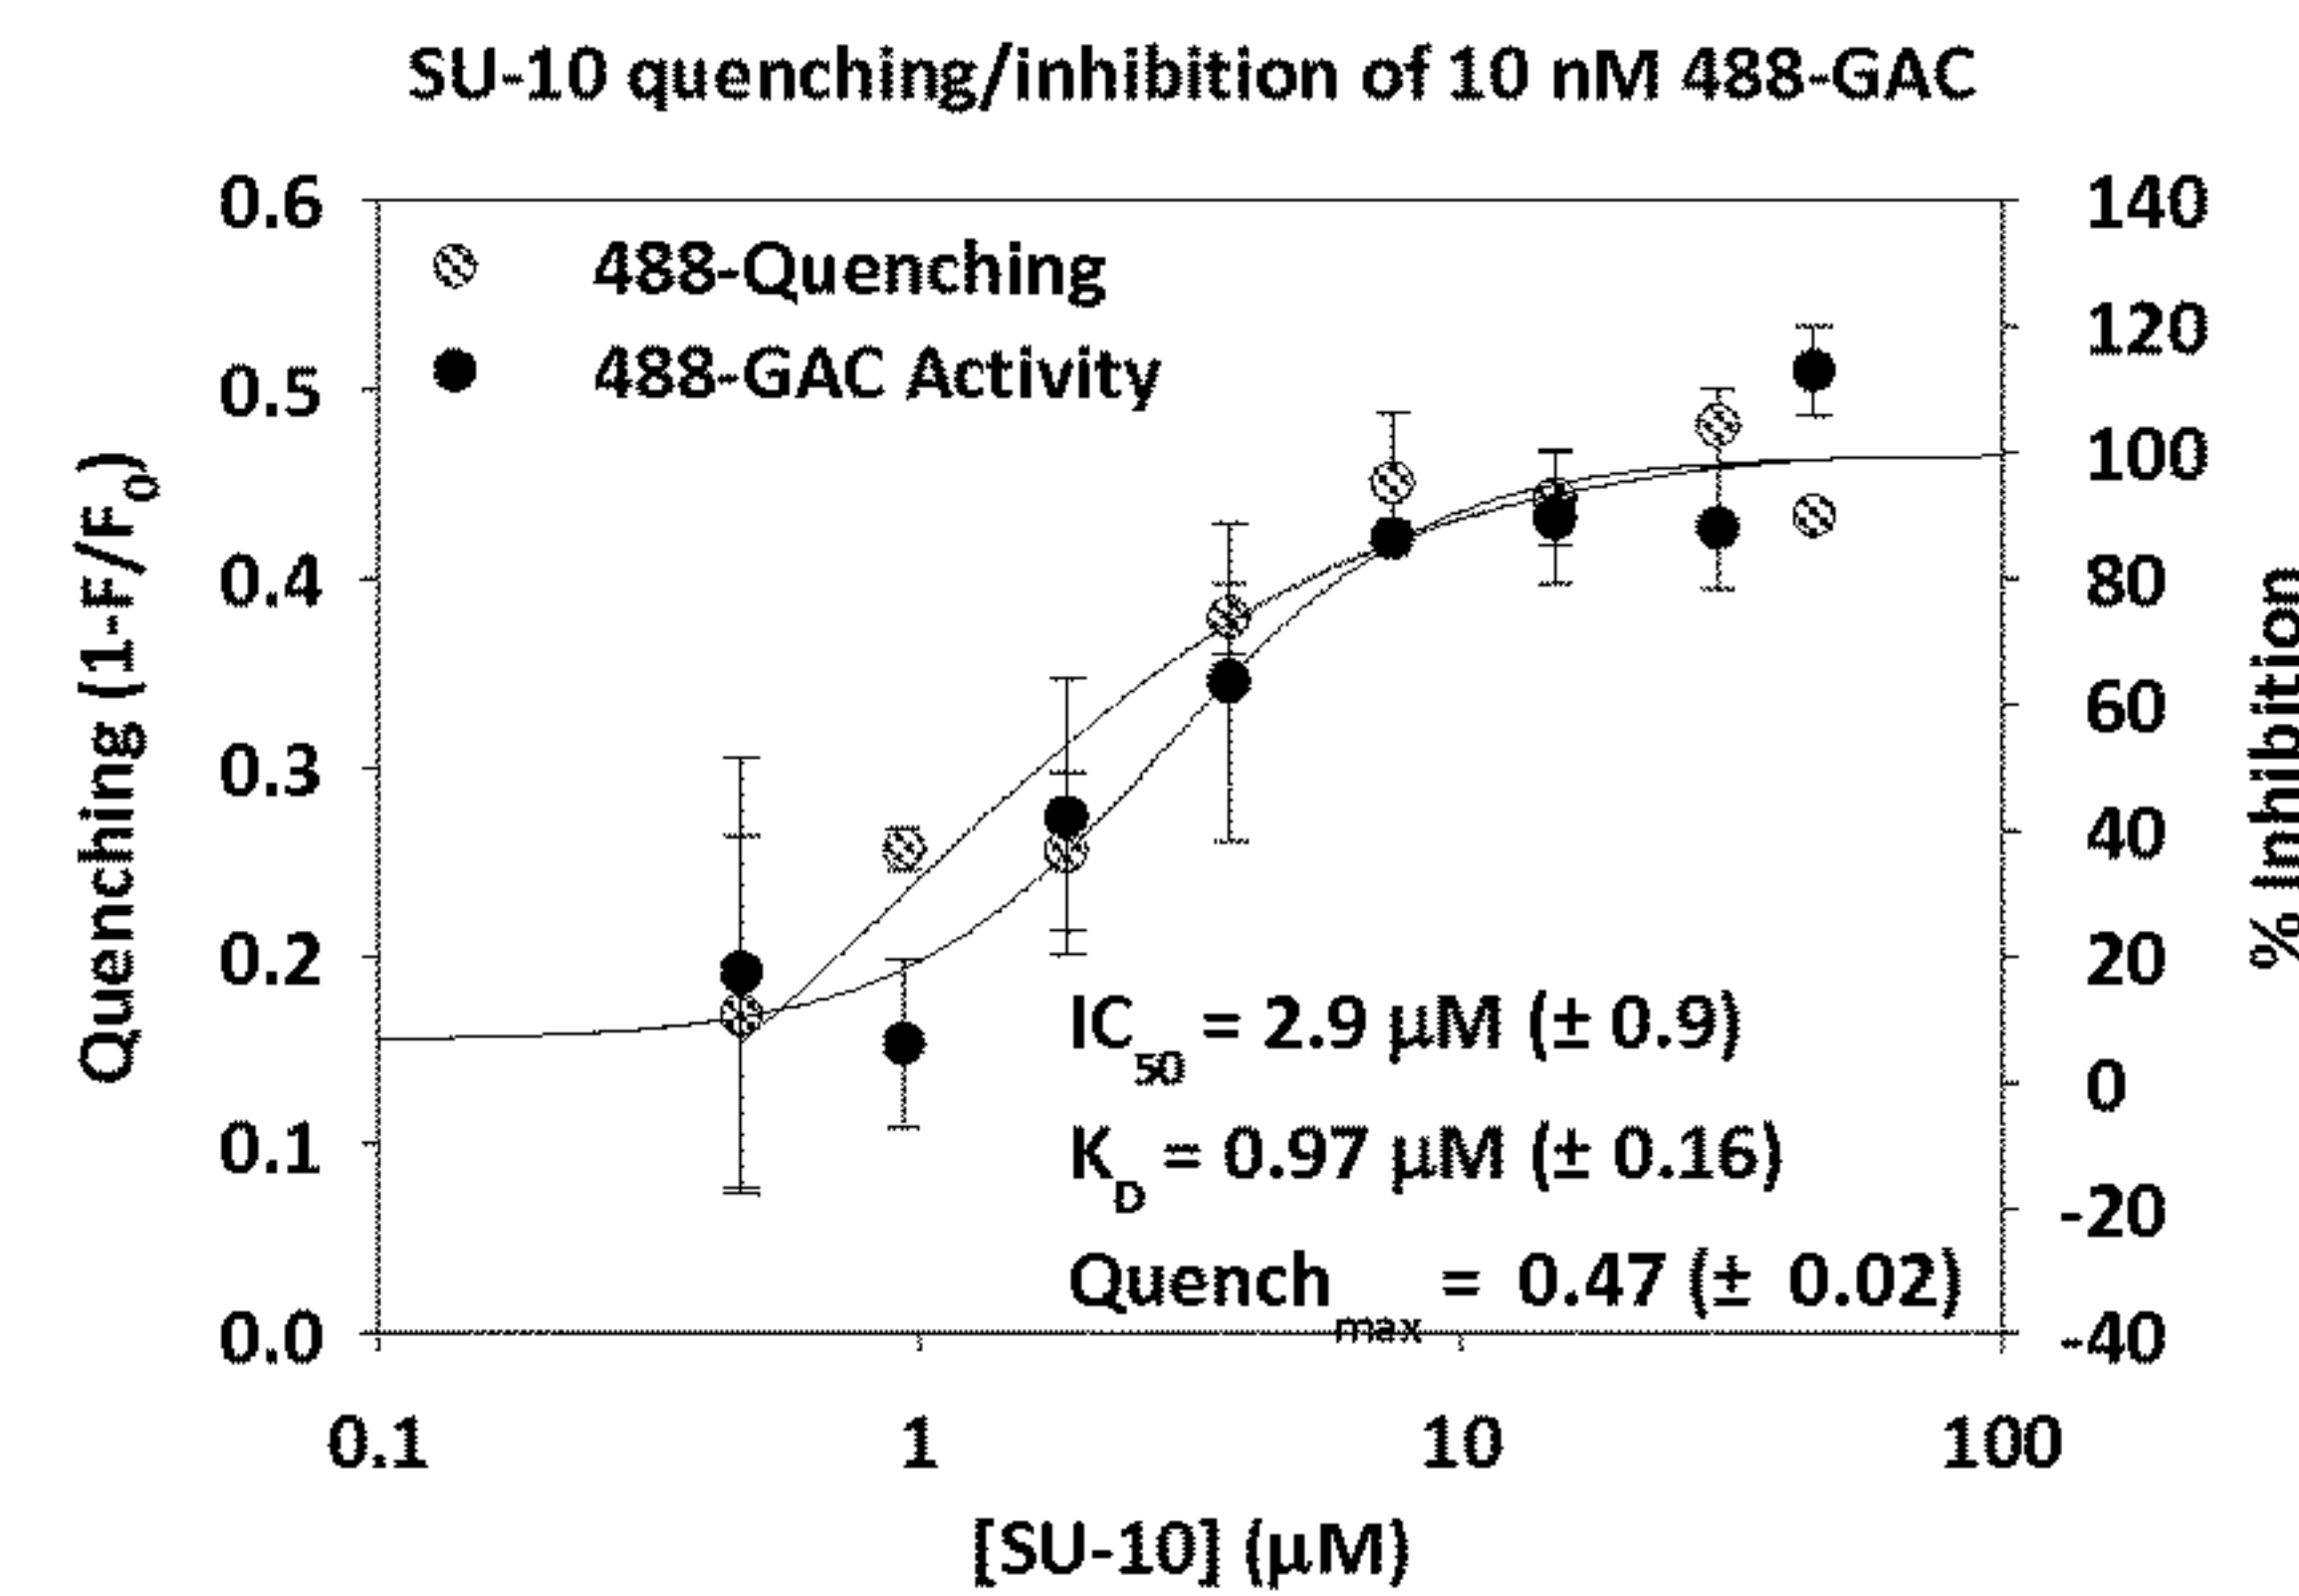 SU-10 quenching/inhibition of 10 nM 488-GAC
Quenching (1-F/F0)
0.6
0.5
0.4
0.3
0.2
0.1
0.0
488-Quenching
488-GAC Activity
IC50 = 2.9 μM (± 0.9)
KD = 0.97 μM (± 0.16)
Quenchmax = 0.47 (± 0.02)
140
120
100
80
60
40
20
0
-20
-40
% Inhibition
0.1 1 10 100
[SU-10] (μM)